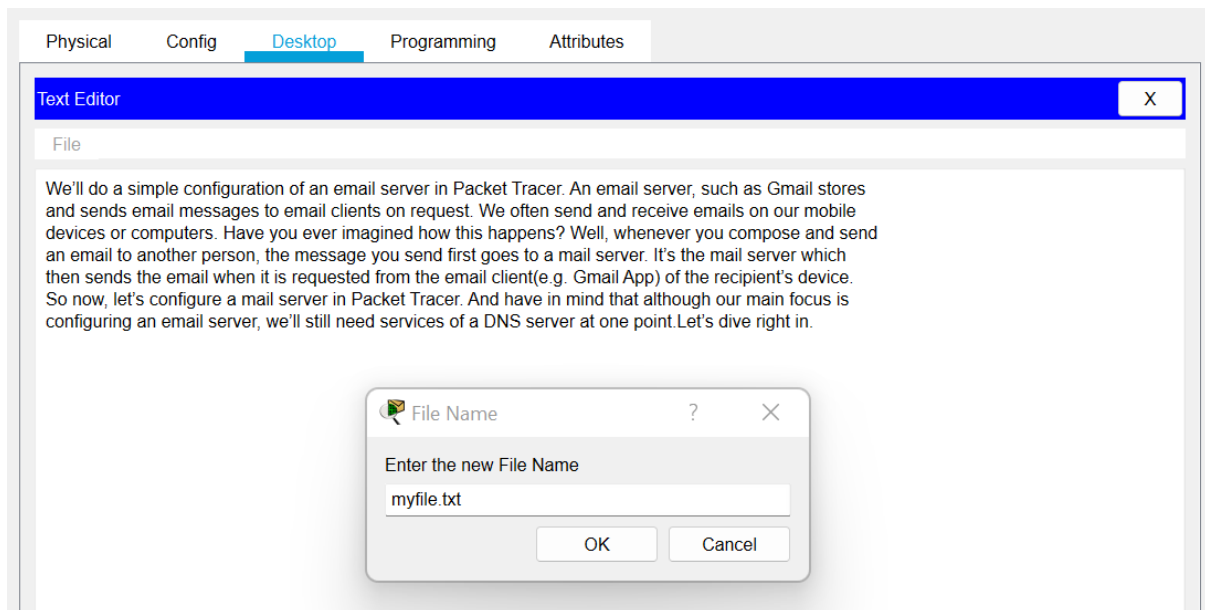 Physical Config Desktop Programming Attributes
Text Editor X
File
We’ll do a simple configuration of an email server in Packet Tracer. An email server, such as Gmail stores
and sends email messages to email clients on request. We often send and receive emails on our mobile
devices or computers. Have you ever imagined how this happens? Well, whenever you compose and send
an email to another person, the message you send first goes to a mail server. It’s the mail server which
then sends the email when it is requested from the email client(e.g. Gmail App) of the recipient’s device.
So now, let’s configure a mail server in Packet Tracer. And have in mind that although our main focus is
configuring an email server, we’ll still need services of a DNS server at one point.Let’s dive right in.
File Name ?
Enter the new File Name
myfile.txt
OK Cancel